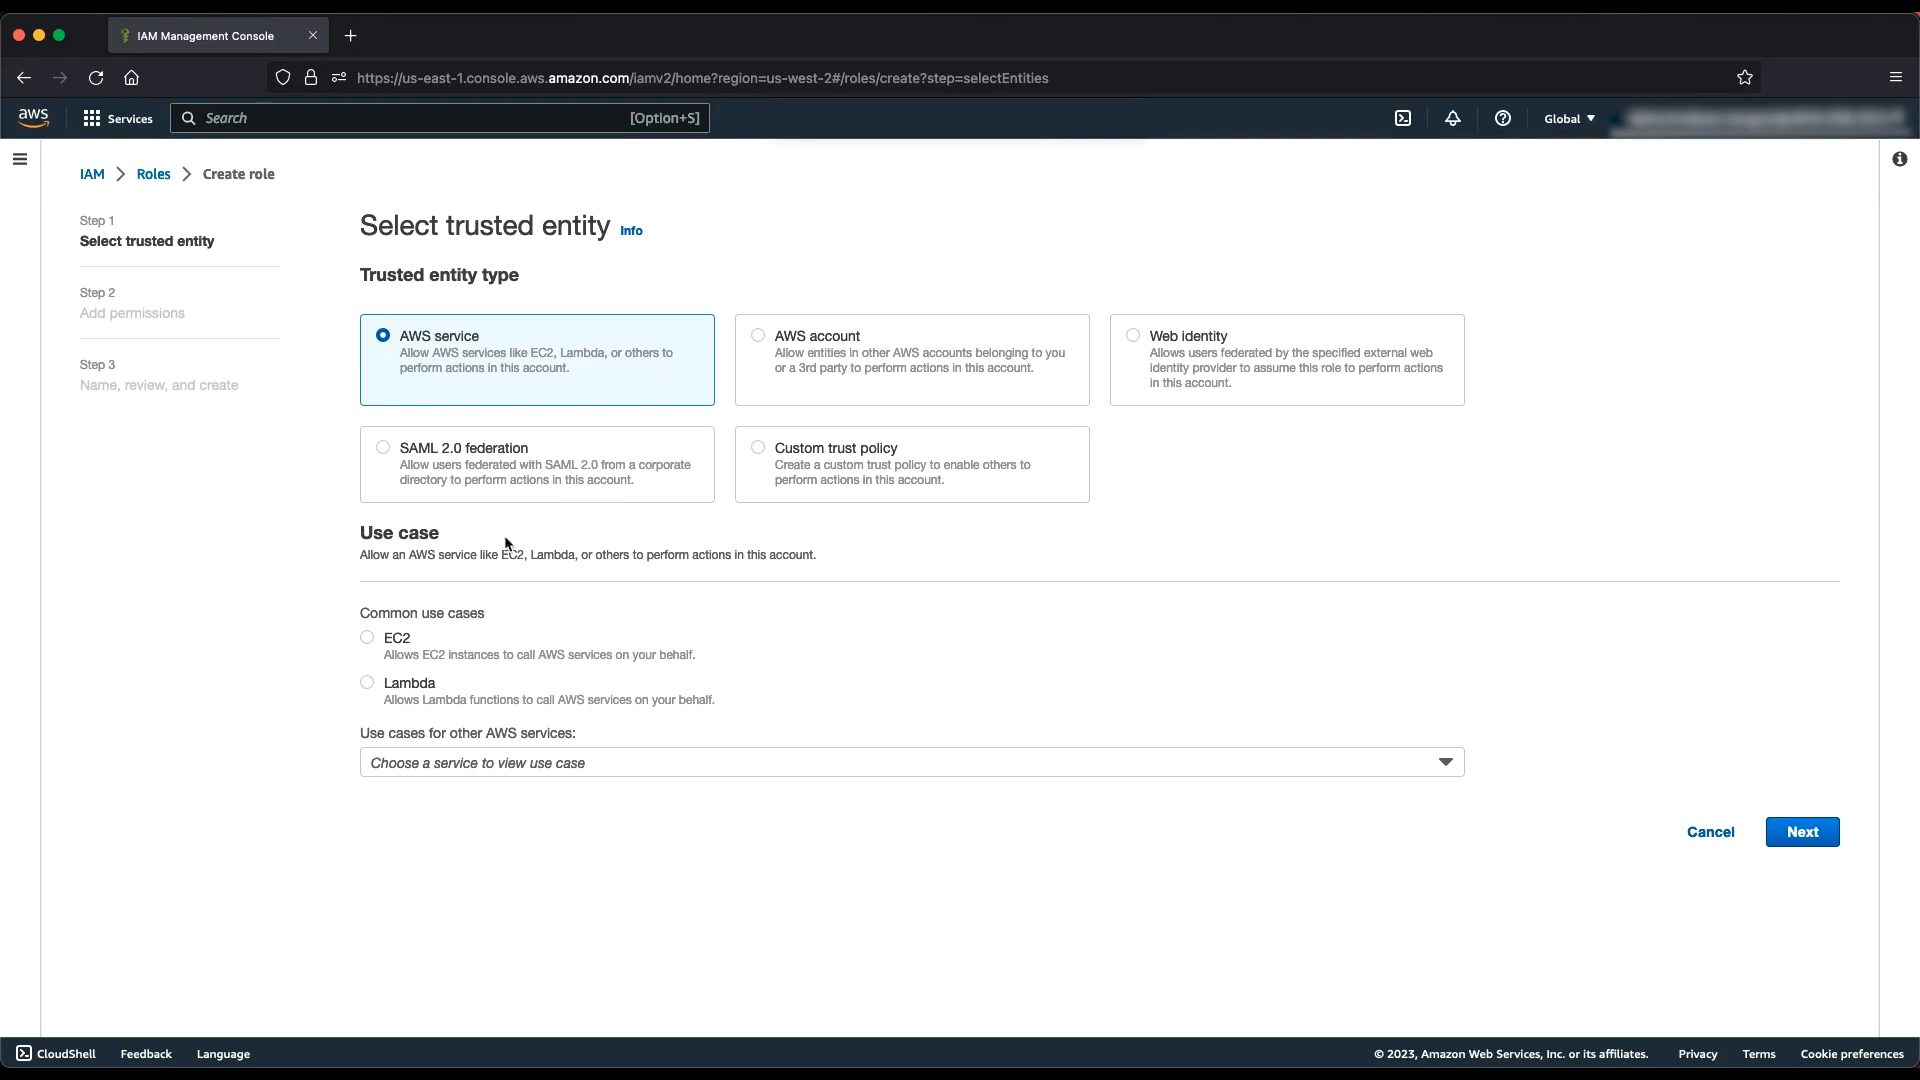 IAM Management Console
https://us-east-1.console.aws.amazon.com/iamv2/home?region=us-west-2#/roles/create?step=selectEntities
aws
Services
Search
[Option+S]
Global
IAM > Roles > Create role
Step 1
Select trusted entity
Step 2
Add permissions
Step 3
Name, review, and create
Select trusted entity Info
Trusted entity type
AWS service
Allow AWS services like EC2, Lambda, or others to
perform actions in this account.
AWS account
Allow entities in other AWS accounts belonging to you
or a 3rd party to perform actions in this account.
Web identity
Allows users federated by the specified external web
identity provider to assume this role to perform actions
in this account.
SAML 2.0 federation
Allow users federated with SAML 2.0 from a corporate
directory to perform actions in this account.
Custom trust policy
Create a custom trust policy to enable others to
perform actions in this account.
Use case
Allow an AWS service like EC2, Lambda, or others to perform actions in this account.
Common use cases
EC2
Allows EC2 instances to call AWS services on your behalf.
Lambda
Allows Lambda functions to call AWS services on your behalf.
Use cases for other AWS services:
Choose a service to view use case
Cancel
Next
CloudShell
Feedback
Language
© 2023, Amazon Web Services, Inc. or its affiliates.
Privacy
Terms
Cookie preferences